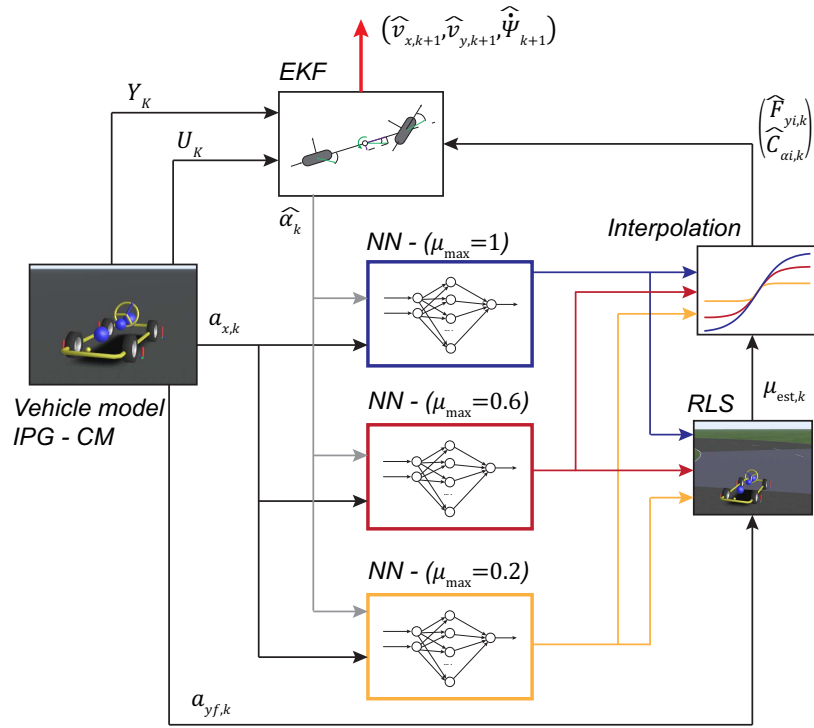 (v̂x,k+1, v̂y,k+1, Ψ̇̂k+1)
EKF
YK
UK
(F̂yi,k
Ĉαi,k)
α̂k
NN - (μmax=1)
Interpolation
ax,k
Vehicle model
IPG - CM
NN - (μmax=0.6)
RLS
μest,k
NN - (μmax=0.2)
ayf,k